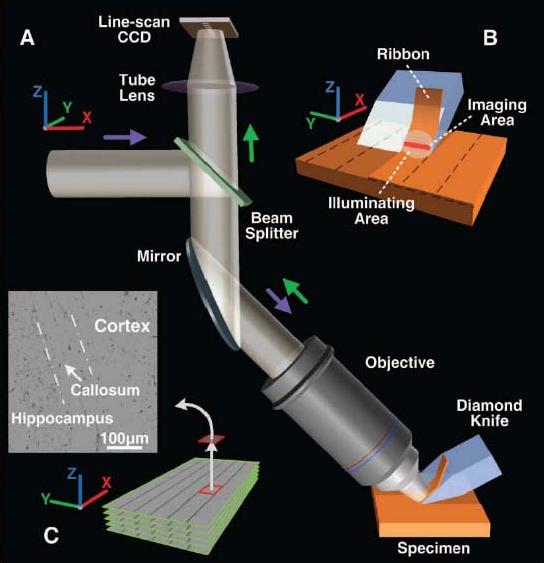 A
Line-scan
CCD
Tube
Lens
Z
Y
X
Beam
Splitter
Mirror
B
Ribbon
Imaging
Area
Illuminating
Area
Z
Y
X
Objective
Diamond
Knife
Specimen
Cortex
Callosum
Hippocampus
100µm
Z
Y
X
C